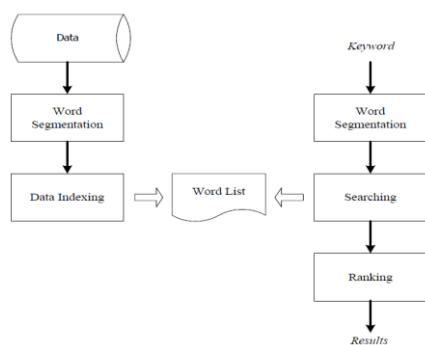 Data
Keyword
Word
Segmentation
Word
Segmentation
Data Indexing
Word List
Searching
Ranking
Results